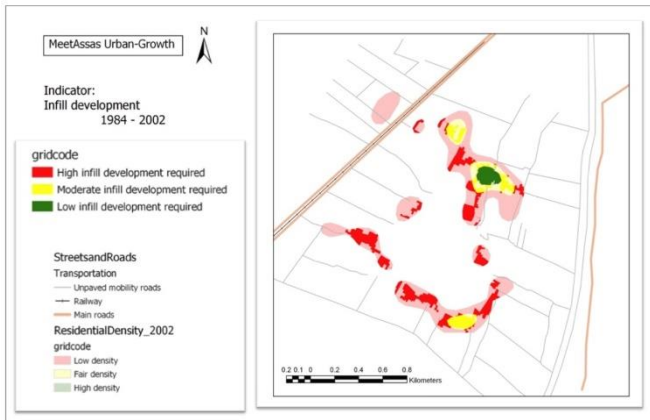 MeetAssas Urban-Growth
N
Indicator:
Infill development
1984 - 2002
gridcode
High infill development required
Moderate infill development required
Low infill development required
StreetsandRoads
Transportation
Unpaved mobility roads
Railway
Main roads
ResidentialDensity_2002
gridcode
Low density
Fair density
High density
0.2 0.1 0 0.2 0.4 0.6 0.8
Kilometers